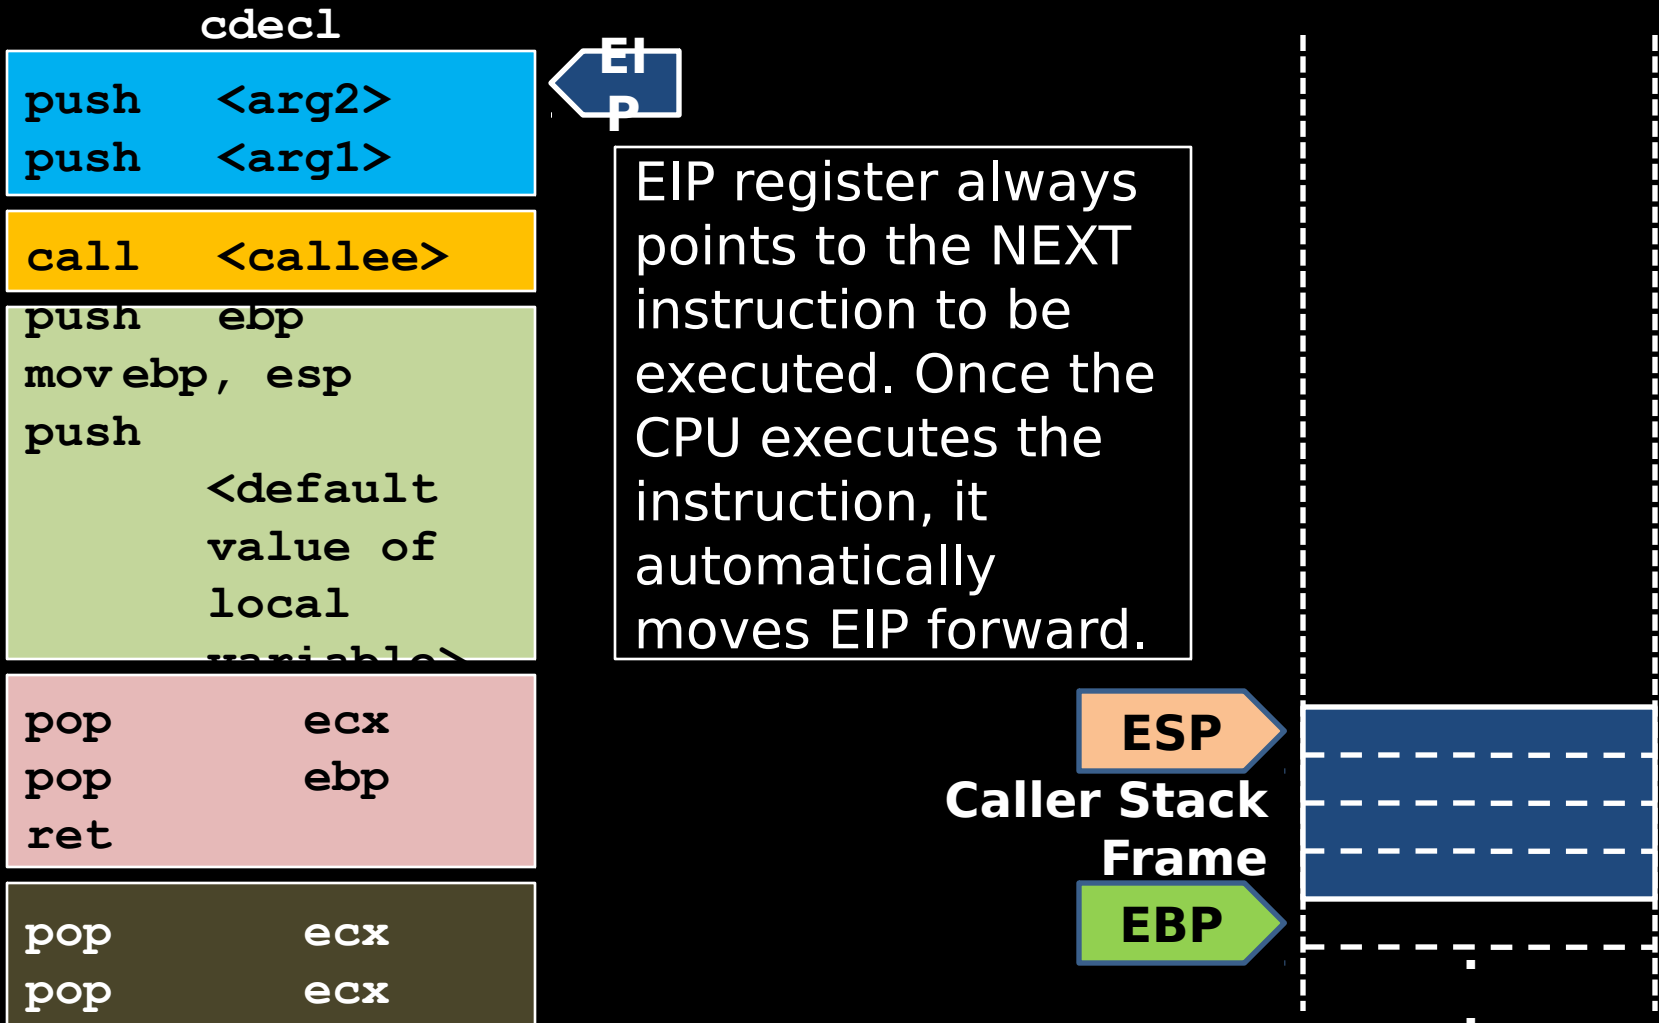 cdecl
push <arg2>
push <arg1>
call <callee>
push ebp
mov ebp, esp
push
<default
value of
local
variable>
pop ecx
pop ebp
ret
pop ecx
pop ecx
EI
P
EIP register always
points to the NEXT
instruction to be
executed. Once the
CPU executes the
instruction, it
automatically
moves EIP forward.
ESP
Caller Stack
Frame
EBP